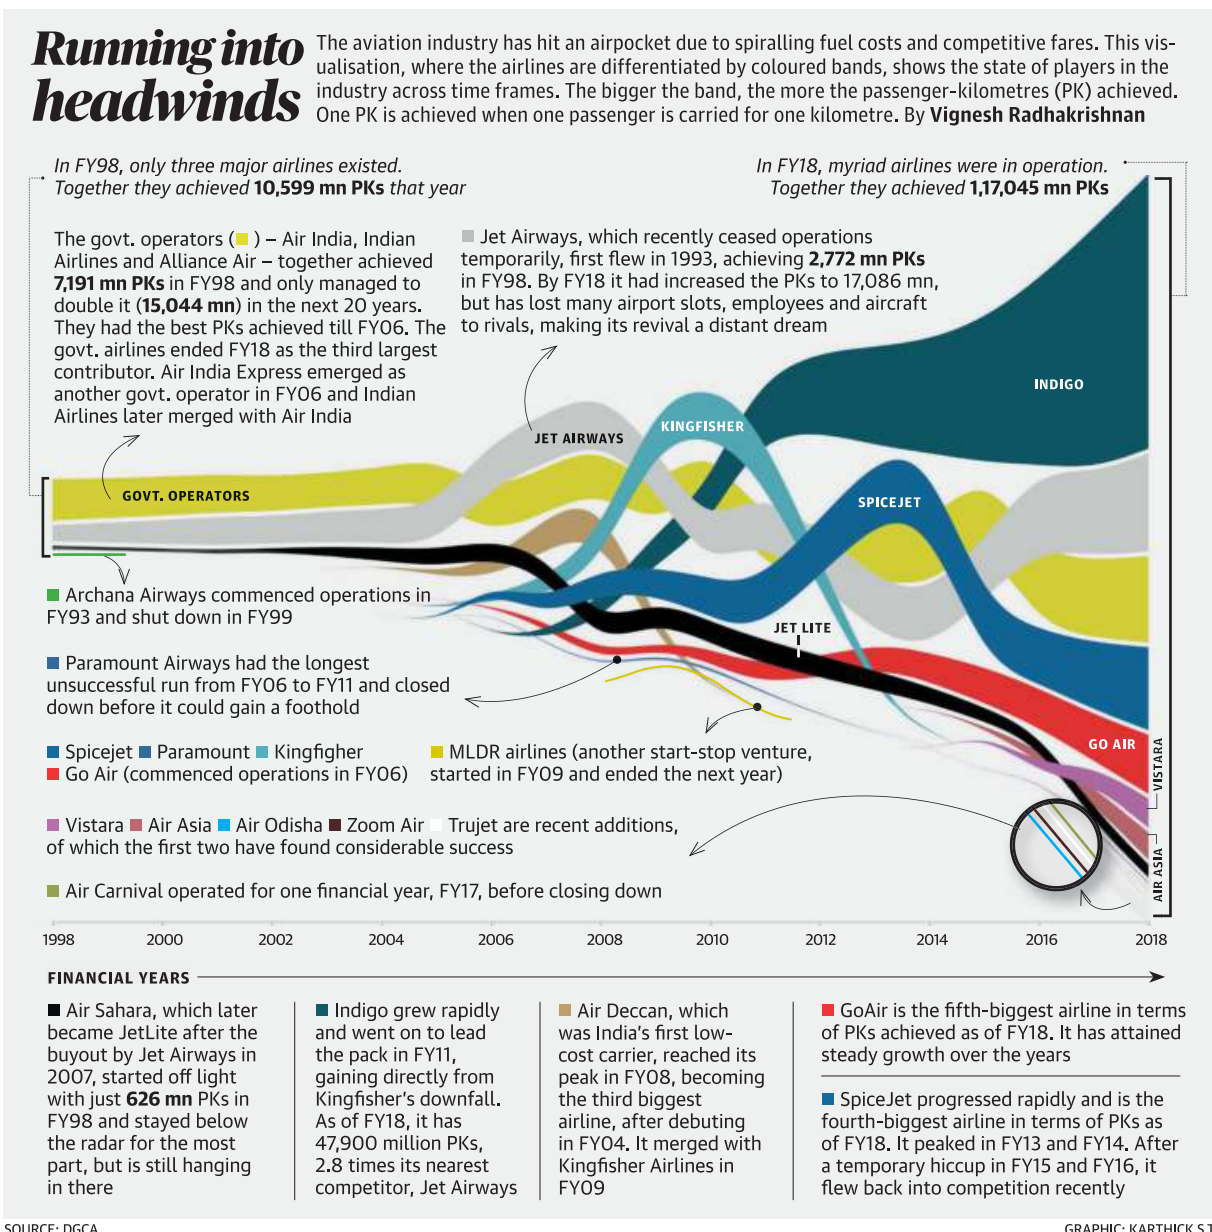 Running into
headwinds
The aviation industry has hit an airpocket due to spiralling fuel costs and competitive fares. This vis-
ualisation, where the airlines are differentiated by coloured bands, shows the state of players in the
industry across time frames. The bigger the band, the more the passenger-kilometres (PK) achieved.
One PK is achieved when one passenger is carried for one kilometre. By Vignesh Radhakrishnan
In FY98, only three major airlines existed.
Together they achieved 10,599 mn PKs that year
In FY18, myriad airlines were in operation.
Together they achieved 1,17,045 mn PKs
The govt. operators ( ) – Air India, Indian
Airlines and Alliance Air – together achieved
7,191 mn PKs in FY98 and only managed to
double it (15,044 mn) in the next 20 years.
They had the best PKs achieved till FY06. The
govt. airlines ended FY18 as the third largest
contributor. Air India Express emerged as
another govt. operator in FY06 and Indian
Airlines later merged with Air India
Jet Airways, which recently ceased operations
temporarily, first flew in 1993, achieving 2,772 mn PKs
in FY98. By FY18 it had increased the PKs to 17,086 mn,
but has lost many airport slots, employees and aircraft
to rivals, making its revival a distant dream
INDIGO
KINGFISHER
JET AIRWAYS
GOVT. OPERATORS
SPICEJET
Archana Airways commenced operations in
FY93 and shut down in FY99
JET LITE
Paramount Airways had the longest
unsuccessful run from FY06 to FY11 and closed
down before it could gain a foothold
Spicejet Paramount Kingfigher
Go Air (commenced operations in FY06)
MLDR airlines (another start-stop venture,
started in FY09 and ended the next year)
GO AIR
VISTARA
Vistara Air Asia Air Odisha Zoom Air Trujet are recent additions,
of which the first two have found considerable success
AIR ASIA
Air Carnival operated for one financial year, FY17, before closing down
1998 2000 2002 2004 2006 2008 2010 2012 2014 2016 2018
FINANCIAL YEARS
Air Sahara, which later
became JetLite after the
buyout by Jet Airways in
2007, started off light
with just 626 mn PKs in
FY98 and stayed below
the radar for the most
part, but is still hanging
in there
Indigo grew rapidly
and went on to lead
the pack in FY11,
gaining directly from
Kingfisher's downfall.
As of FY18, it has
47,900 million PKs,
2.8 times its nearest
competitor, Jet Airways
Air Deccan, which
was India's first low-
cost carrier, reached its
peak in FY08, becoming
the third biggest
airline, after debuting
in FY04. It merged with
Kingfisher Airlines in
FY09
GoAir is the fifth-biggest airline in terms
of PKs achieved as of FY18. It has attained
steady growth over the years
SpiceJet progressed rapidly and is the
fourth-biggest airline in terms of PKs as
of FY18. It peaked in FY13 and FY14. After
a temporary hiccup in FY15 and FY16, it
flew back into competition recently
SOURCE: DGCA
GRAPHIC: KARTHICK S.T